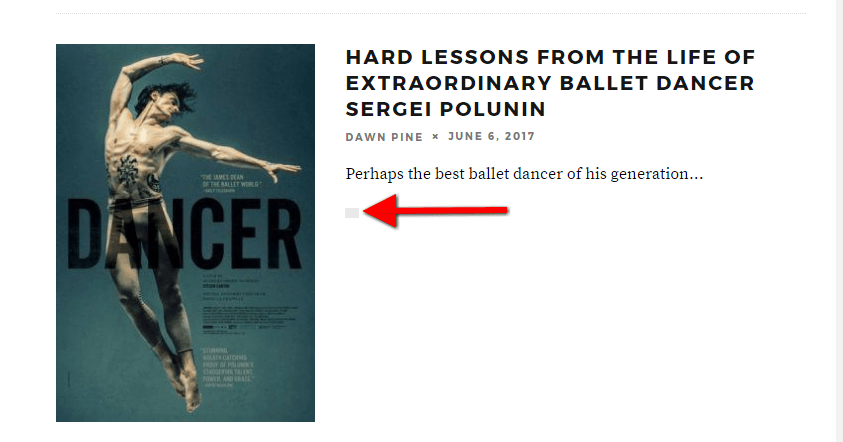 HARD LESSONS FROM THE LIFE OF
EXTRAORDINARY BALLET DANCER
SERGEI POLUNIN
DAWN PINE × JUNE 6, 2017
Perhaps the best ballet dancer of his generation...
"THE JAMES DEAN
OF THE BALLET WORLD."
DANCER
"STUNNING.
BREATH-CATCHING
PROOF OF POLUNIN'S
STAGGERING TALENT,
POWER, AND GRACE."